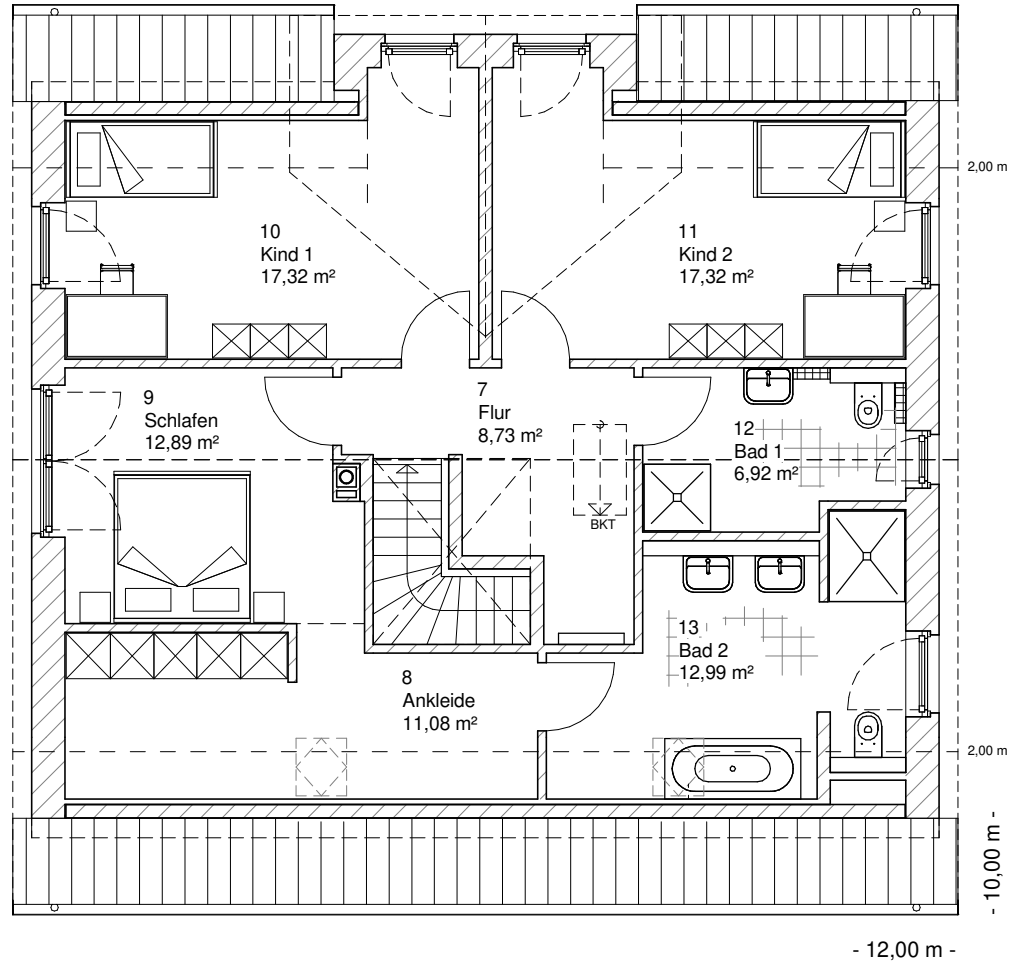 2,00 m
10
Kind 1
17,32 m²
11
Kind 2
17,32 m²
9
Schlafen
12,89 m²
7
Flur
8,73 m²
12
Bad 1
6,92 m²
BKT
13
Bad 2
12,99 m²
8
Ankleide
11,08 m²
2,00 m
- 10,00 m -
- 12,00 m -